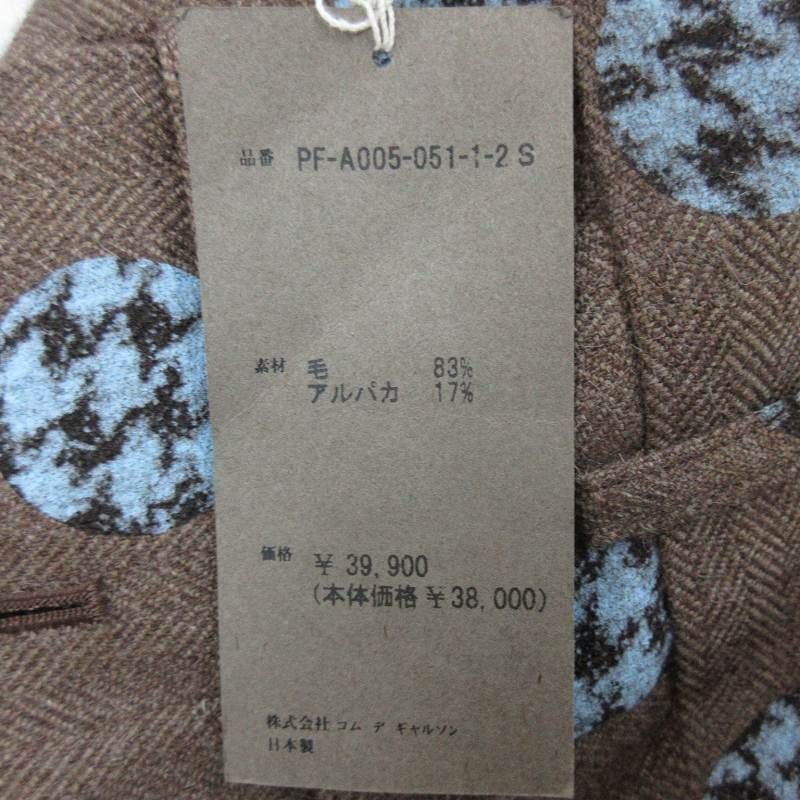 品番 PF-A005-051-1-2 S
素材 毛 83%
アルパカ 17%
価格 ¥ 39,900
(本体価格 ¥38,000)
株式会社 コム デ ギャルソン
日本製